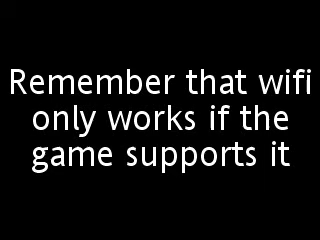 Remember that wifi
only works if the
game supports it